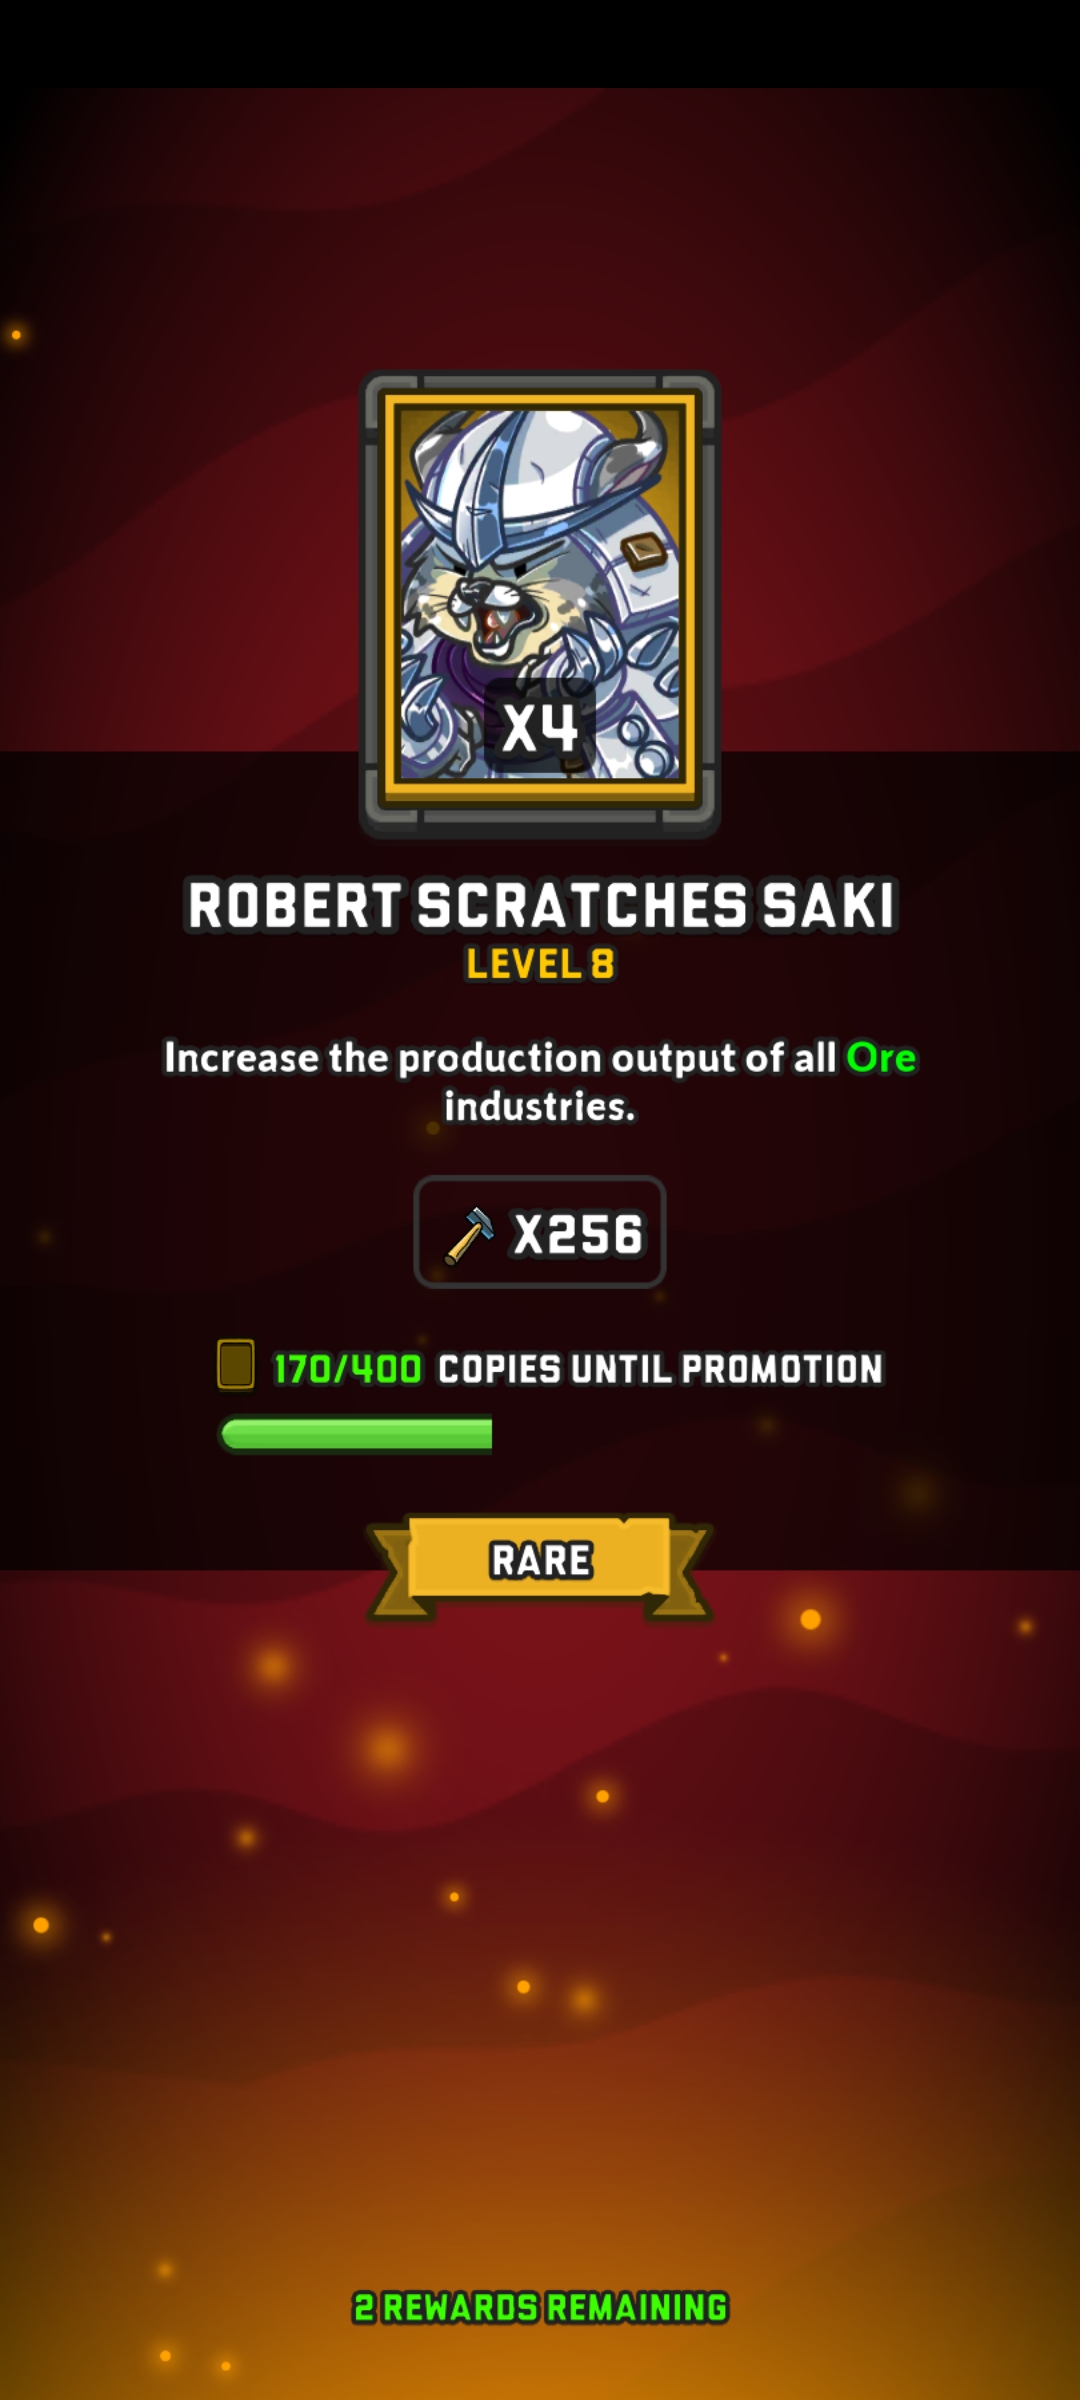 X4
ROBERT SCRATCHES SAKI
LEVEL 8
Increase the production output of all Ore
industries.
X256
170/400 COPIES UNTIL PROMOTION
RARE
2 REWARDS REMAINING